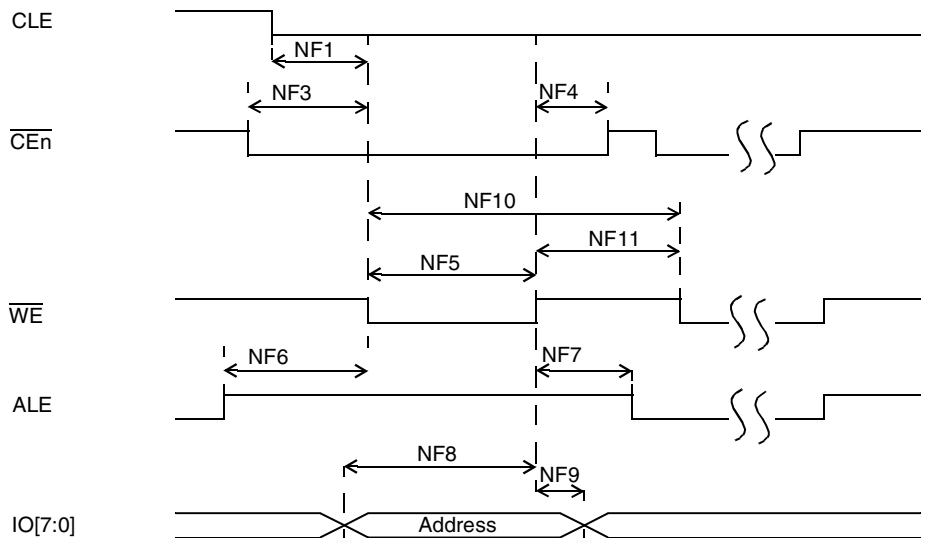 CLE
NF1
NF3
NF4
CEn
NF10
NF11
NF5
WE
NF6
NF7
ALE
NF8
NF9
IO[7:0]
Address